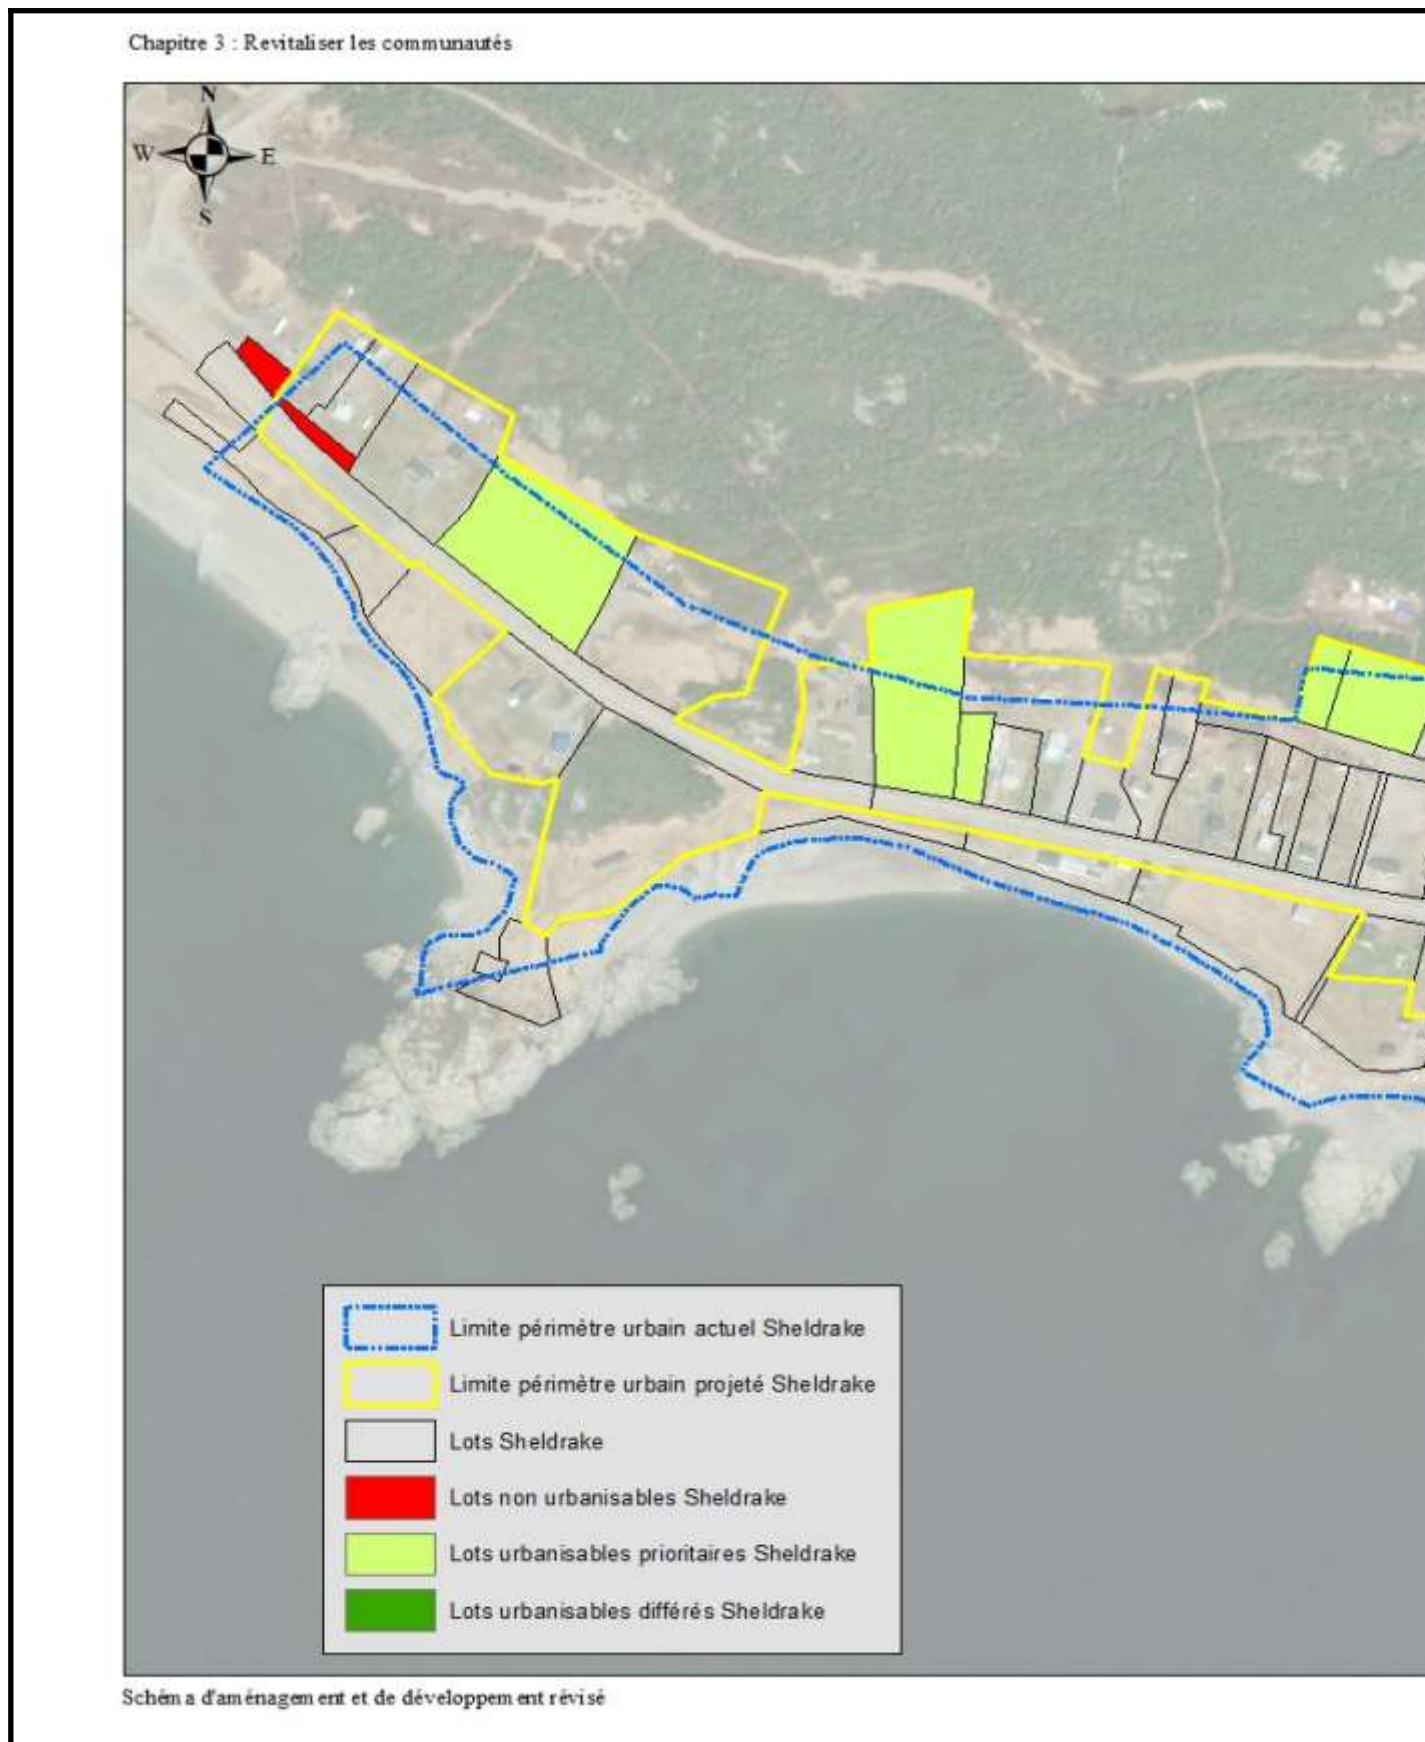 Chapitre 3 : Revitaliser les communautés
N
W E
S
Limite périmètre urbain actuel Sheldrake
Limite périmètre urbain projeté Sheldrake
Lots Sheldrake
Lots non urbanisables Sheldrake
Lots urbanisables prioritaires Sheldrake
Lots urbanisables différés Sheldrake
Schéma d'aménagement et de développement révisé